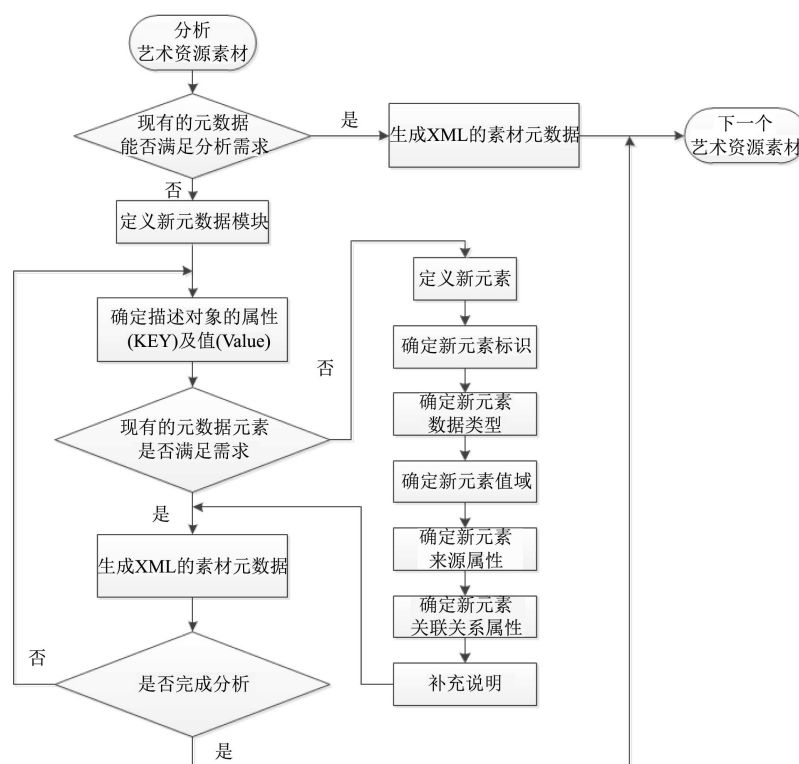 分析
艺术资源素材
现有的元数据
能否满足分析需求
是
生成XML的素材元数据
下一个
艺术资源素材
否
定义新元数据模块
确定描述对象的属性
(KEY)及值(Value)
现有的元数据元素
是否满足需求
否
定义新元素
确定新元素标识
确定新元素
数据类型
确定新元素值域
确定新元素
来源属性
确定新元素
关联关系属性
补充说明
是
生成XML的素材元数据
是否完成分析
否
是